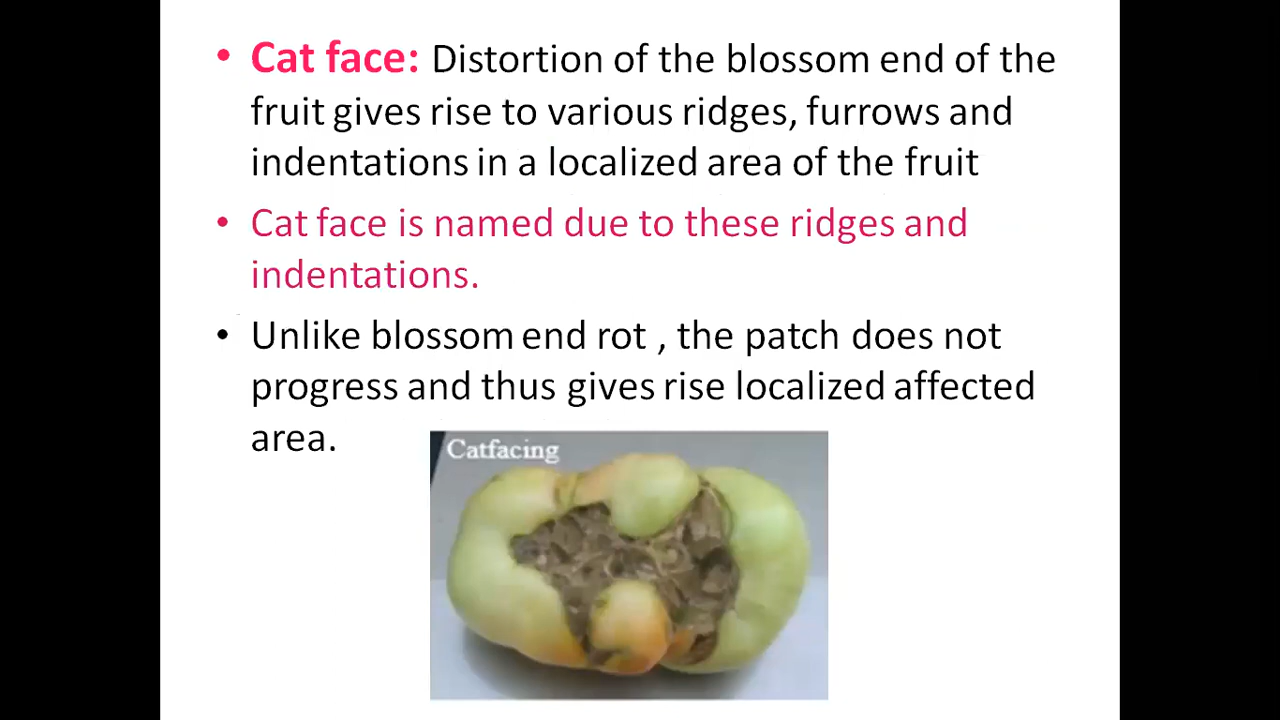 • Cat face: Distortion of the blossom end of the
fruit gives rise to various ridges, furrows and
indentations in a localized area of the fruit
• Cat face is named due to these ridges and
indentations.
• Unlike blossom end rot , the patch does not
progress and thus gives rise localized affected
area.
Catfacing